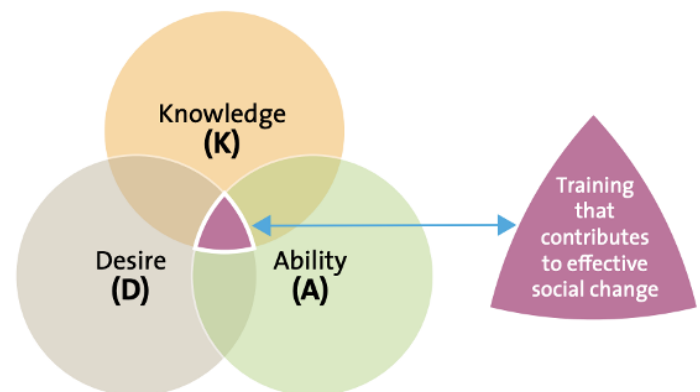 Knowledge
(K)
Desire
(D)
Ability
(A)
Training
that
contributes
to effective
social change